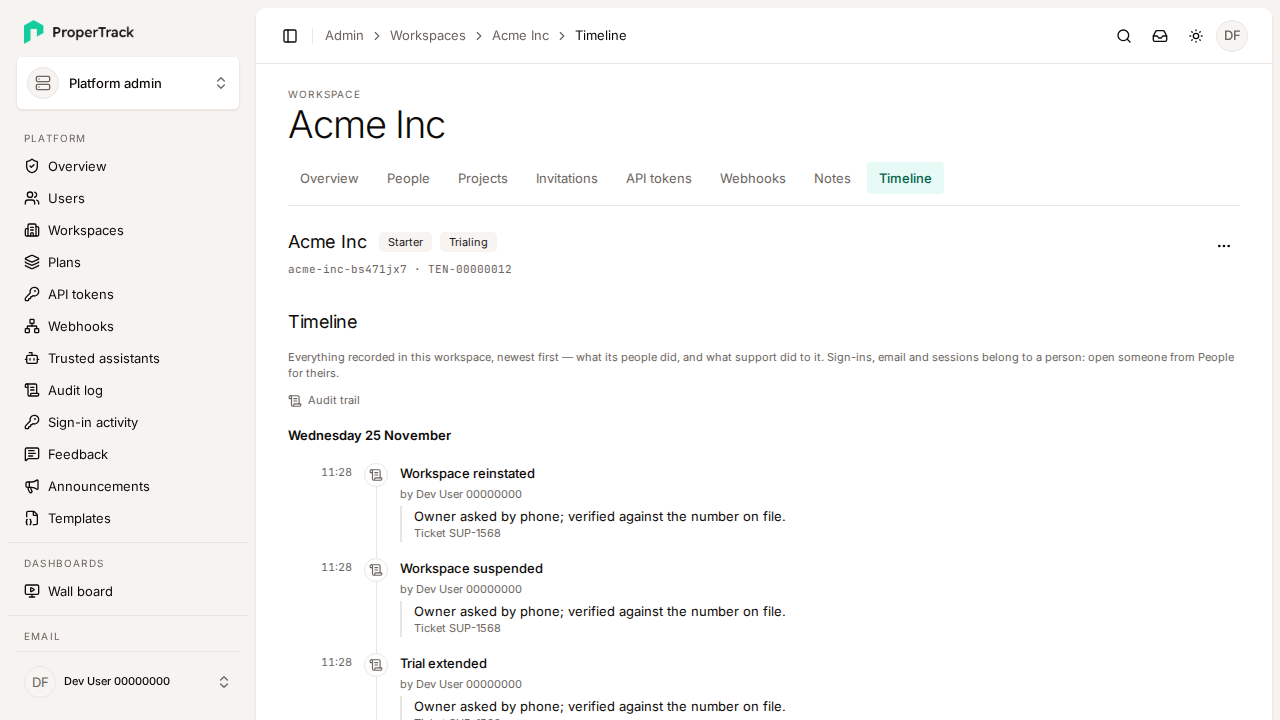 ProperTrack
Platform admin
PLATFORM
Overview
Users
Workspaces
Plans
API tokens
Webhooks
Trusted assistants
Audit log
Sign-in activity
Feedback
Announcements
Templates
DASHBOARDS
Wall board
EMAIL
DF Dev User 00000000
Admin > Workspaces > Acme Inc > Timeline
DF
WORKSPACE
Acme Inc
Overview People Projects Invitations API tokens Webhooks Notes Timeline
Acme Inc Starter Trialing
acme-inc-bs471jx7 · TEN-00000012
Timeline
Everything recorded in this workspace, newest first — what its people did, and what support did to it. Sign-ins, email and sessions belong to a person: open someone from People
for theirs.
Audit trail
Wednesday 25 November
11:28 Workspace reinstated
by Dev User 00000000
Owner asked by phone; verified against the number on file.
Ticket SUP-1568
11:28 Workspace suspended
by Dev User 00000000
Owner asked by phone; verified against the number on file.
Ticket SUP-1568
11:28 Trial extended
by Dev User 00000000
Owner asked by phone; verified against the number on file.